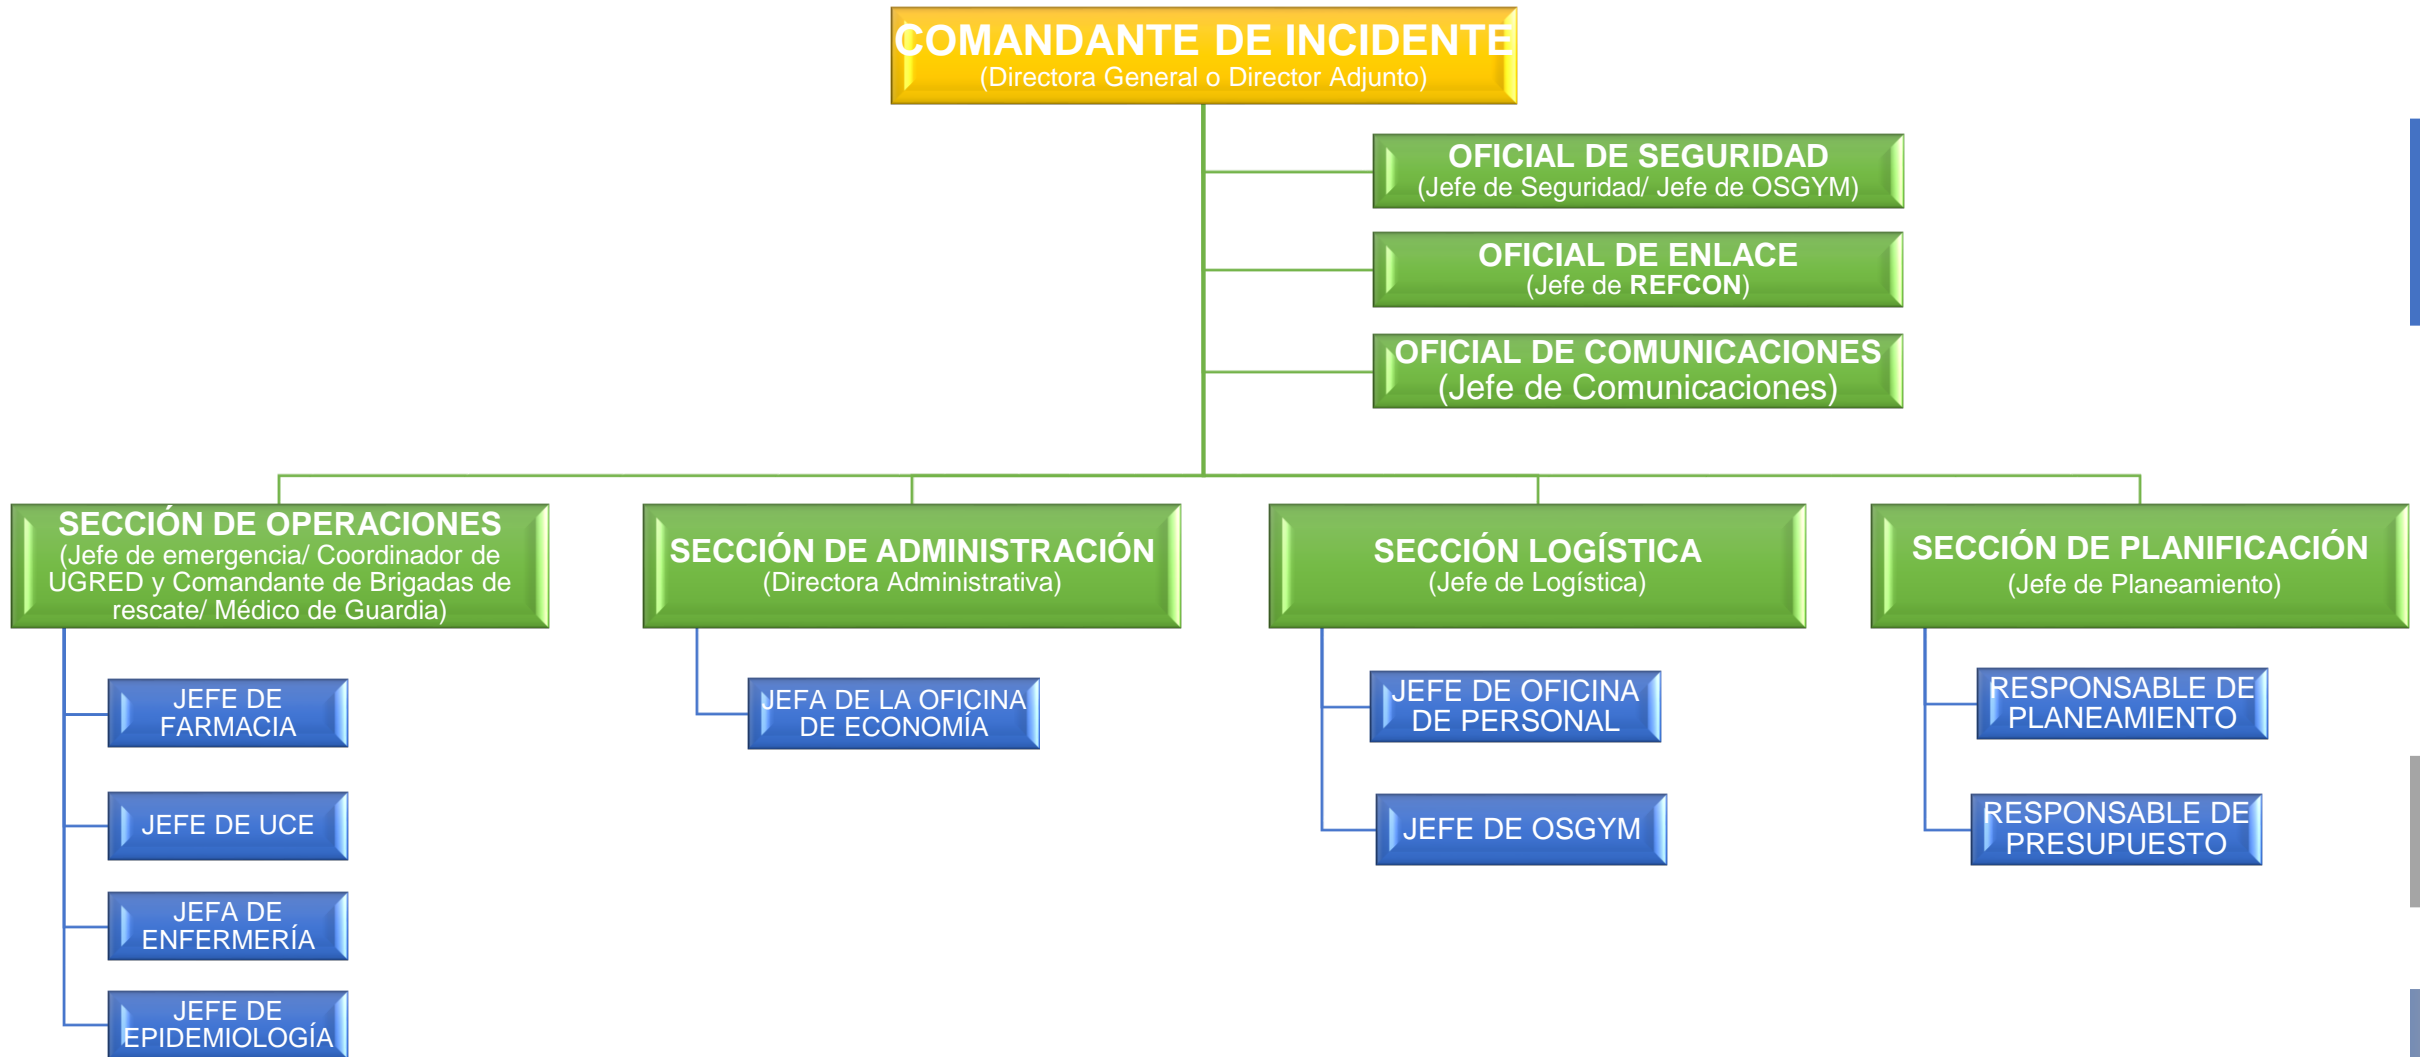 COMANDANTE DE INCIDENTE
(Directora General o Director Adjunto)
OFICIAL DE SEGURIDAD
(Jefe de Seguridad/ Jefe de OSGYM)
OFICIAL DE ENLACE
(Jefe de REFCON)
OFICIAL DE COMUNICACIONES
(Jefe de Comunicaciones)
SECCIÓN DE OPERACIONES
(Jefe de emergencia/ Coordinador de
UGRED y Comandante de Brigadas de
rescate/ Médico de Guardia)
JEFE DE
FARMACIA
JEFE DE UCE
JEFA DE
ENFERMERÍA
JEFE DE
EPIDEMIOLOGÍA
SECCIÓN DE ADMINISTRACIÓN
(Directora Administrativa)
JEFA DE LA OFICINA
DE ECONOMÍA
SECCIÓN LOGÍSTICA
(Jefe de Logística)
JEFE DE OFICINA
DE PERSONAL
JEFE DE OSGYM
SECCIÓN DE PLANIFICACIÓN
(Jefe de Planeamiento)
RESPONSABLE DE
PLANEAMIENTO
RESPONSABLE DE
PRESUPUESTO